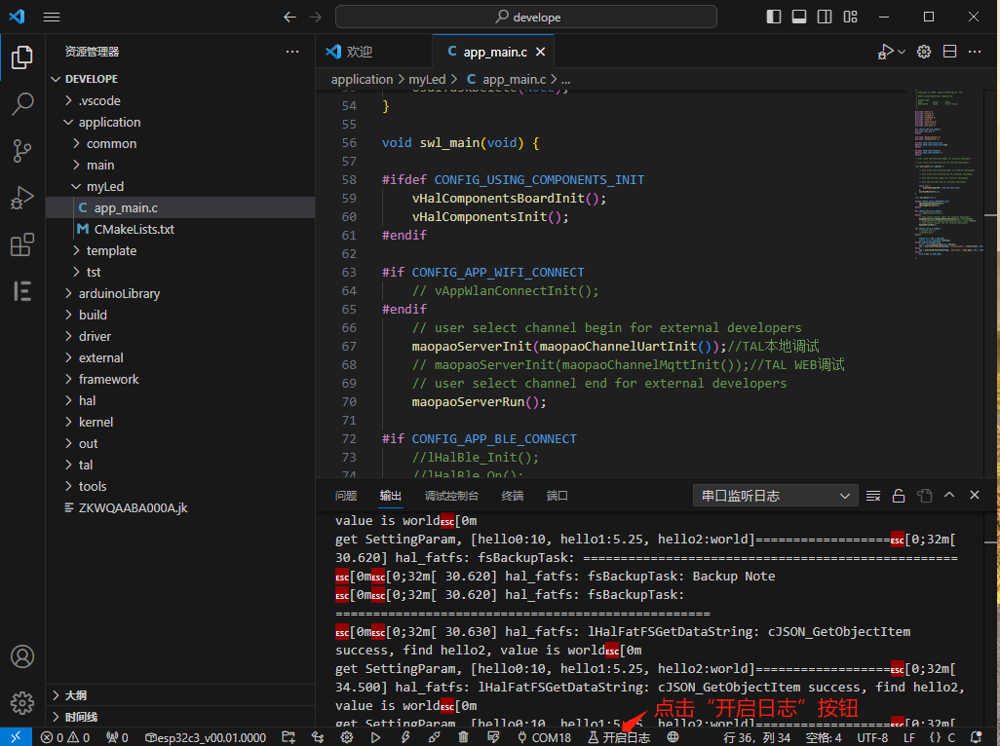 develope
资源管理器
DEVELOPE
.vscode
application
common
main
myLed
C app_main.c
M CMakeLists.txt
template
tst
arduinoLibrary
build
driver
external
framework
hal
kernel
out
tal
tools
ZKWQAABA000A.jk
大纲
时间线
欢迎
C app_main.c
application > myLed > C app_main.c > ...
54 }
55
56 void swl_main(void) {
57
58 #ifdef CONFIG_USING_COMPONENTS_INIT
59 vHalComponentsBoardInit();
60 vHalComponentsInit();
61 #endif
62
63 #if CONFIG_APP_WIFI_CONNECT
64 // vAppWlanConnectInit();
65 #endif
66 // user select channel begin for external developers
67 maopaoServerInit(maopaoChannelUartInit());//TAL本地调试
68 // maopaoServerInit(maopaoChannelMqttInit());//TAL WEB调试
69 // user select channel end for external developers
70 maopaoServerRun();
71
72 #if CONFIG_APP_BLE_CONNECT
73 //lHalBle_Init();
74 //lHalBle_On();
问题 输出 调试控制台 终端 端口
串口监听日志
value is worldESC[0m
get SettingParam, [hello0:10, hello1:5.25, hello2:world]==================ESC[0;32m[
30.620] hal_fatfs: fsBackupTask: ==================================================
ESC[0mESC[0;32m[ 30.620] hal_fatfs: fsBackupTask: Backup Note
ESC[0mESC[0;32m[ 30.620] hal_fatfs: fsBackupTask:
==================================================
ESC[0mESC[0;32m[ 30.630] hal_fatfs: lHalFatFSGetDataString: cJSON_GetObjectItem
success, find hello2, value is worldESC[0m
get SettingParam, [hello0:10, hello1:5.25, hello2:world]==================ESC[0;32m[
34.500] hal_fatfs: lHalFatFSGetDataString: cJSON_GetObjectItem success, find hello2,
value is worldESC[0m
get SettingParam, [hello0:10, hello1:5.25, hello2:world]==================ESC[0;32m[
点击“开启日志”按钮
0 0 0 esp32c3_v00.01.0000 COM18 开启日志 行 36，列 34 空格: 4 UTF-8 LF {} C